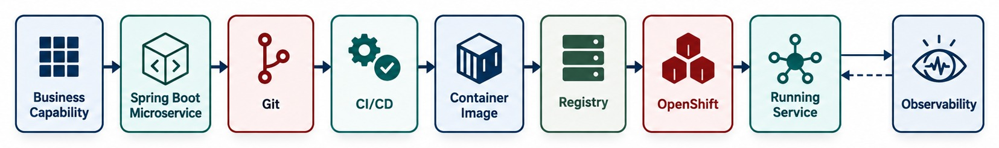 Business
Capability
Spring Boot
Microservice
Git
CI/CD
Container
Image
Registry
OpenShift
Running
Service
Observability